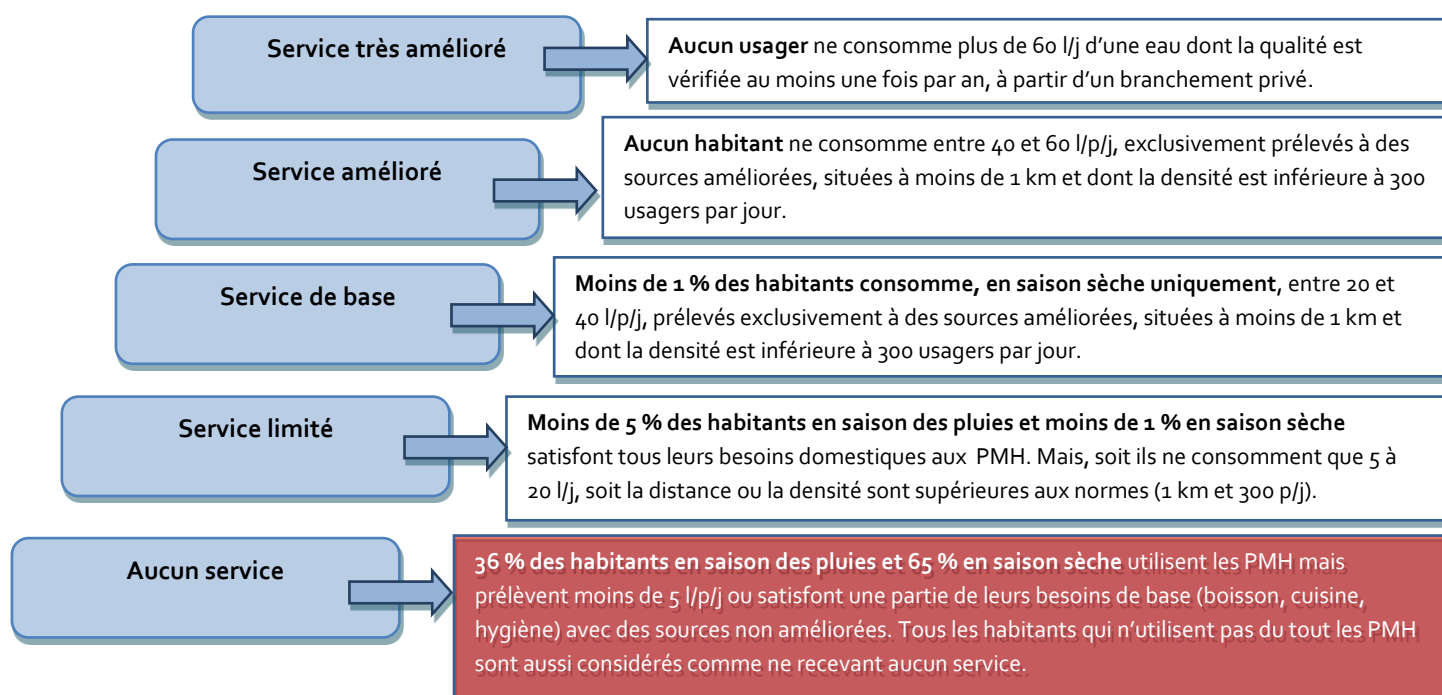 Service très amélioré
Aucun usager ne consomme plus de 60 l/j d’une eau dont la qualité est
vérifiée au moins une fois par an, à partir d’un branchement privé.
Service amélioré
Aucun habitant ne consomme entre 40 et 60 l/p/j, exclusivement prélevés à des
sources améliorées, situées à moins de 1 km et dont la densité est inférieure à 300
usagers par jour.
Service de base
Moins de 1 % des habitants consomme, en saison sèche uniquement, entre 20 et
40 l/p/j, prélevés exclusivement à des sources améliorées, situées à moins de 1 km et
dont la densité est inférieure à 300 usagers par jour.
Service limité
Moins de 5 % des habitants en saison des pluies et moins de 1 % en saison sèche
satisfont tous leurs besoins domestiques aux PMH. Mais, soit ils ne consomment que 5 à
20 l/j, soit la distance ou la densité sont supérieures aux normes (1 km et 300 p/j).
Aucun service
36 % des habitants en saison des pluies et 65 % en saison sèche utilisent les PMH mais
prélèvent moins de 5 l/p/j ou satisfont une partie de leurs besoins de base (boisson, cuisine,
hygiène) avec des sources non améliorées. Tous les habitants qui n’utilisent pas du tout les PMH
sont aussi considérés comme ne recevant aucun service.